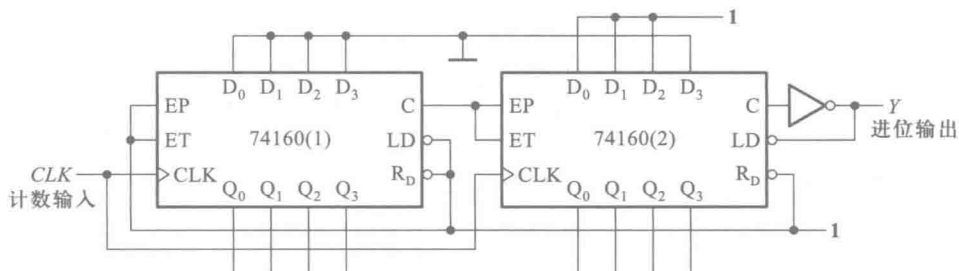 1
D₀ D₁ D₂ D₃
D₀ D₁ D₂ D₃
EP
C
EP
C
Y
进位输出
ET
74160(1)
LD
ET
74160(2)
LD
CLK
计数输入
CLK
R_D
CLK
R_D
Q₀ Q₁ Q₂ Q₃
Q₀ Q₁ Q₂ Q₃
1